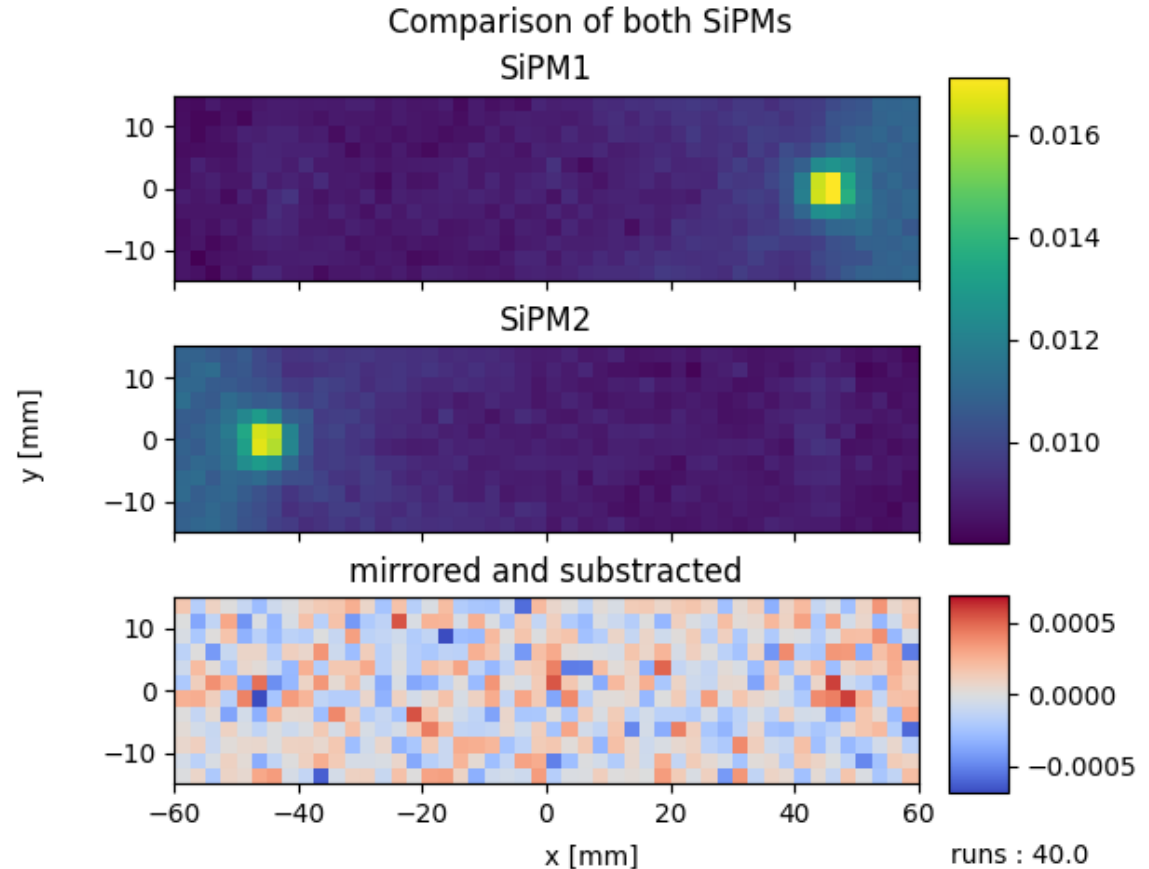 Comparison of both SiPMs
SiPM1
10
0
−10
0.016
0.014
0.012
0.010
SiPM2
10
0
−10
y [mm]
mirrored and substracted
10
0
−10
0.0005
0.0000
−0.0005
−60 −40 −20 0 20 40 60
x [mm]
runs : 40.0